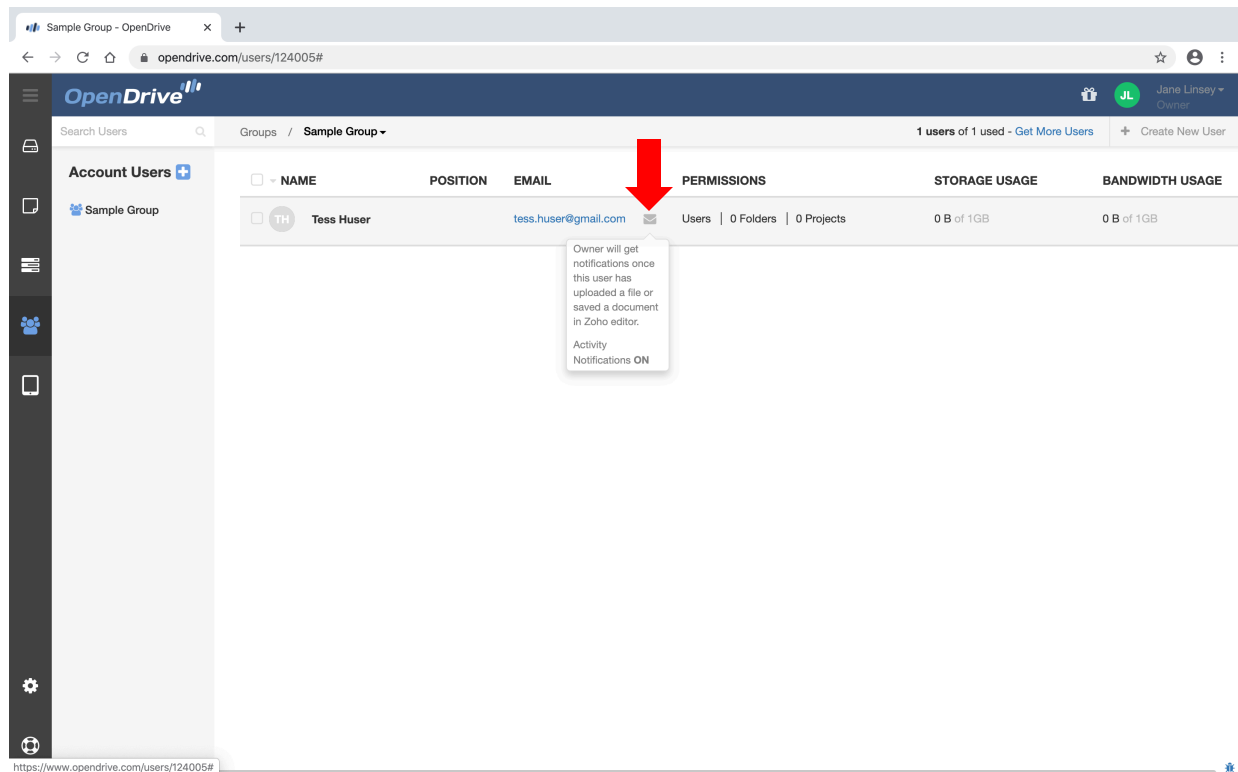 Sample Group - OpenDrive
opendrive.com/users/124005#
OpenDrive
JL
Jane Linsey
Owner
Search Users
Groups / Sample Group
1 users of 1 used - Get More Users
+ Create New User
Account Users
Sample Group
NAME POSITION EMAIL PERMISSIONS STORAGE USAGE BANDWIDTH USAGE
TH Tess Huser tess.huser@gmail.com Users | 0 Folders | 0 Projects 0 B of 1GB 0 B of 1GB
Owner will get
notifications once
this user has
uploaded a file or
saved a document
in Zoho editor.
Activity
Notifications ON
https://www.opendrive.com/users/124005#